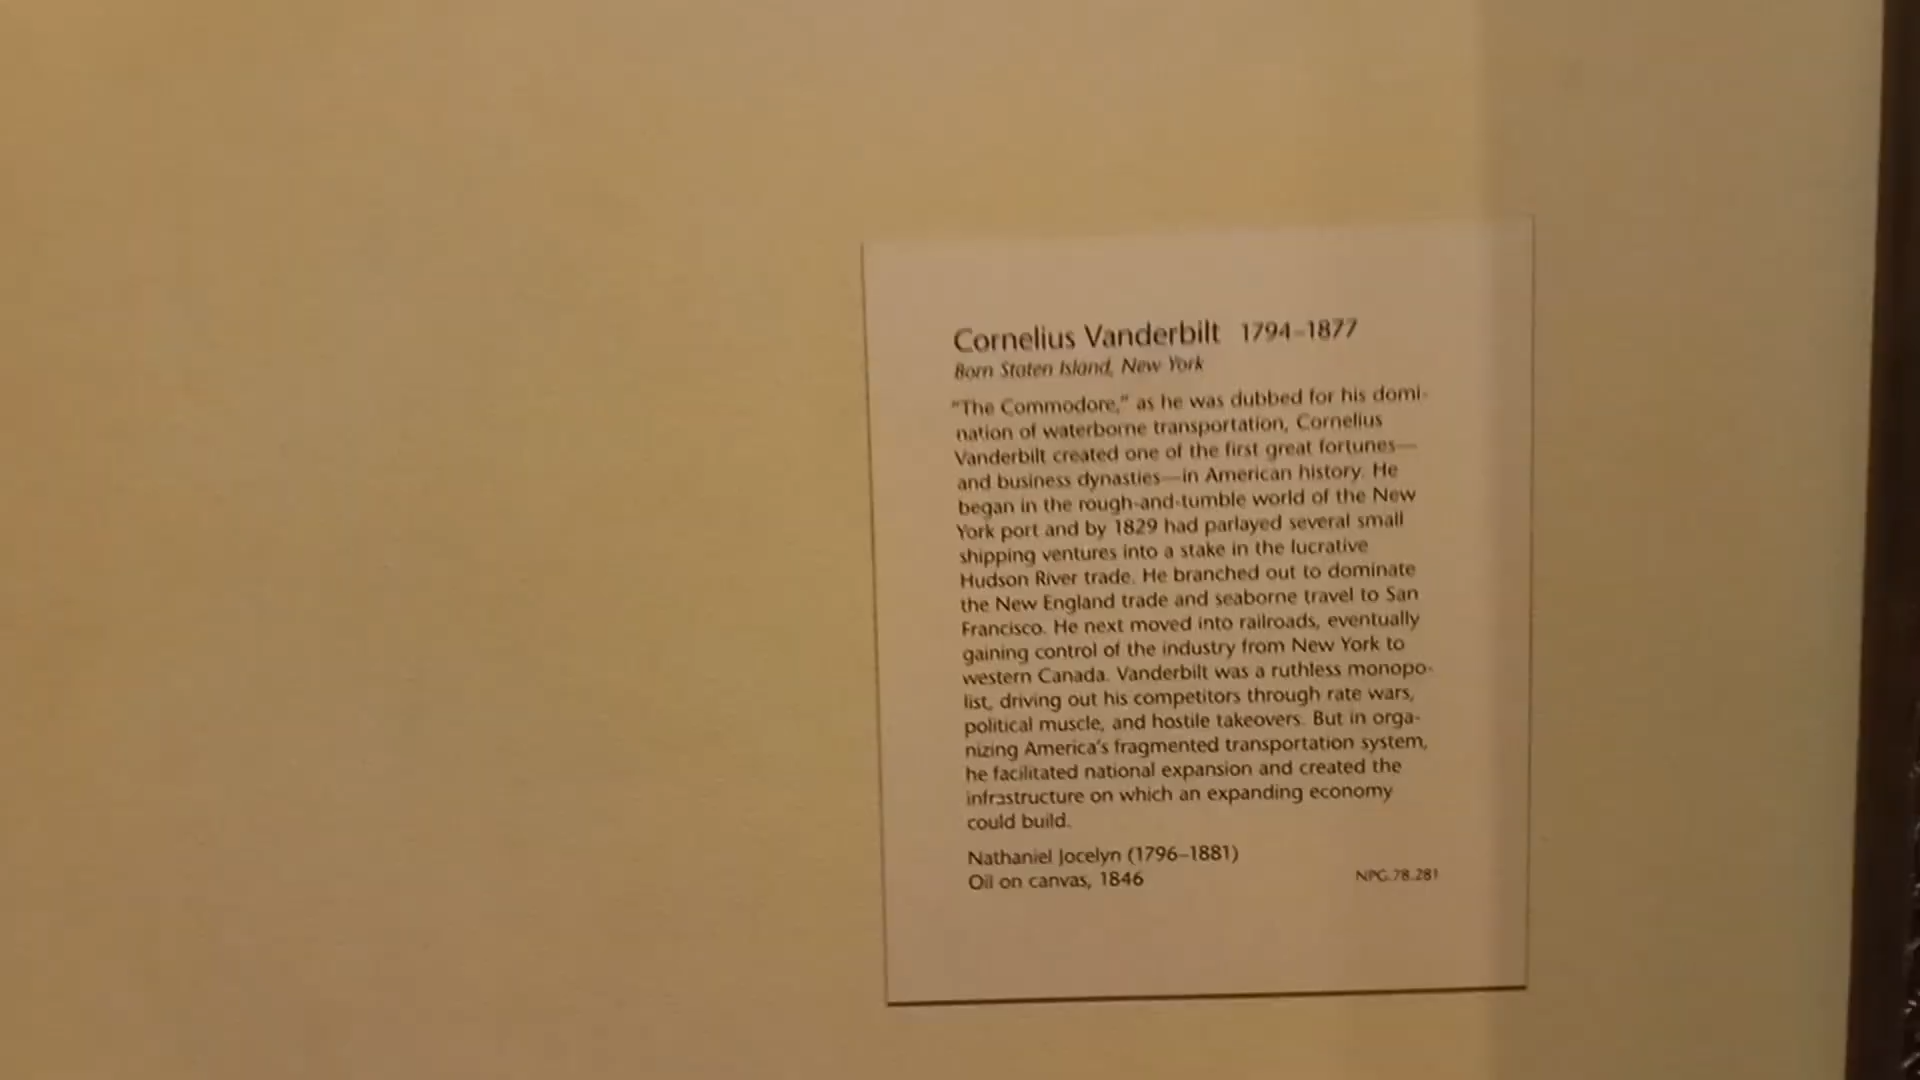 Cornelius Vanderbilt 1794–1877
Born Staten Island, New York
"The Commodore," as he was dubbed for his domi-
nation of waterborne transportation, Cornelius
Vanderbilt created one of the first great fortunes—
and business dynasties—in American history. He
began in the rough-and-tumble world of the New
York port and by 1829 had parlayed several small
shipping ventures into a stake in the lucrative
Hudson River trade. He branched out to dominate
the New England trade and seaborne travel to San
Francisco. He next moved into railroads, eventually
gaining control of the industry from New York to
western Canada. Vanderbilt was a ruthless monopo-
list, driving out his competitors through rate wars,
political muscle, and hostile takeovers. But in orga-
nizing America's fragmented transportation system,
he facilitated national expansion and created the
infrastructure on which an expanding economy
could build.
Nathaniel Jocelyn (1796–1881)
Oil on canvas, 1846 NPG.78.281